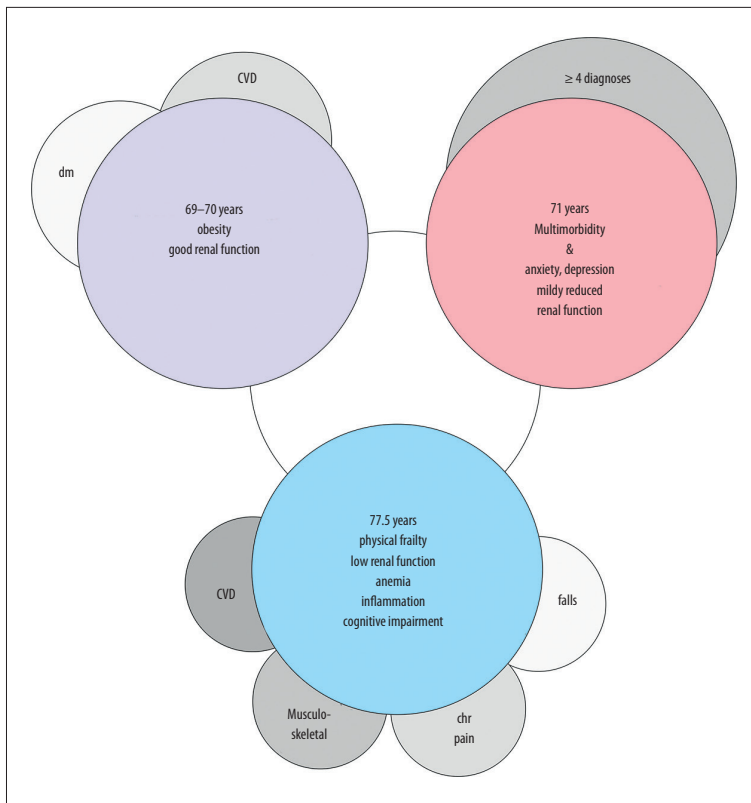 CVD
dm
69–70 years
obesity
good renal function
≥ 4 diagnoses
71 years
Multimorbidity
&
anxiety, depression
mildy reduced
renal function
77.5 years
physical frailty
low renal function
anemia
inflammation
cognitive impairment
CVD
falls
Musculo-
skeletal
chr
pain